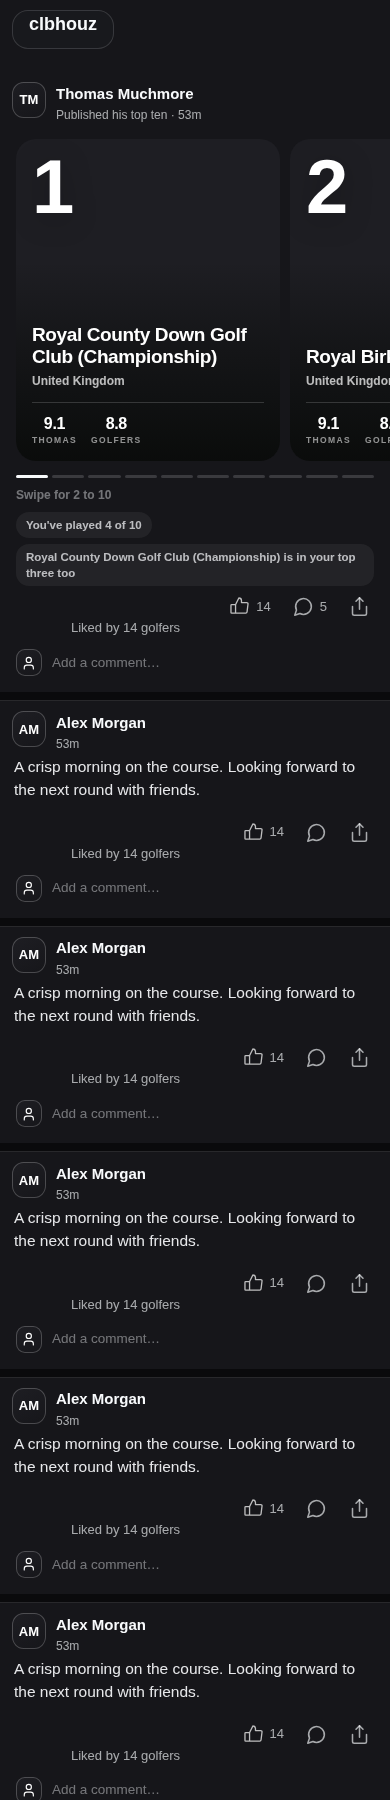 clbhouz
TM
Thomas Muchmore
Published his top ten · 53m
1
2
Royal County Down Golf
Club (Championship)
United Kingdom
9.1
8.8
THOMAS
GOLFERS
Royal
United
9.1
THOMAS
Swipe for 2 to 10
You've played 4 of 10
Royal County Down Golf Club (Championship) is in your top
three too
14
5
Liked by 14 golfers
Add a comment…
AM
Alex Morgan
53m
A crisp morning on the course. Looking forward to
the next round with friends.
14
Liked by 14 golfers
Add a comment…
AM
Alex Morgan
53m
A crisp morning on the course. Looking forward to
the next round with friends.
14
Liked by 14 golfers
Add a comment…
AM
Alex Morgan
53m
A crisp morning on the course. Looking forward to
the next round with friends.
14
Liked by 14 golfers
Add a comment…
AM
Alex Morgan
53m
A crisp morning on the course. Looking forward to
the next round with friends.
14
Liked by 14 golfers
Add a comment…
AM
Alex Morgan
53m
A crisp morning on the course. Looking forward to
the next round with friends.
14
Liked by 14 golfers
Add a comment…